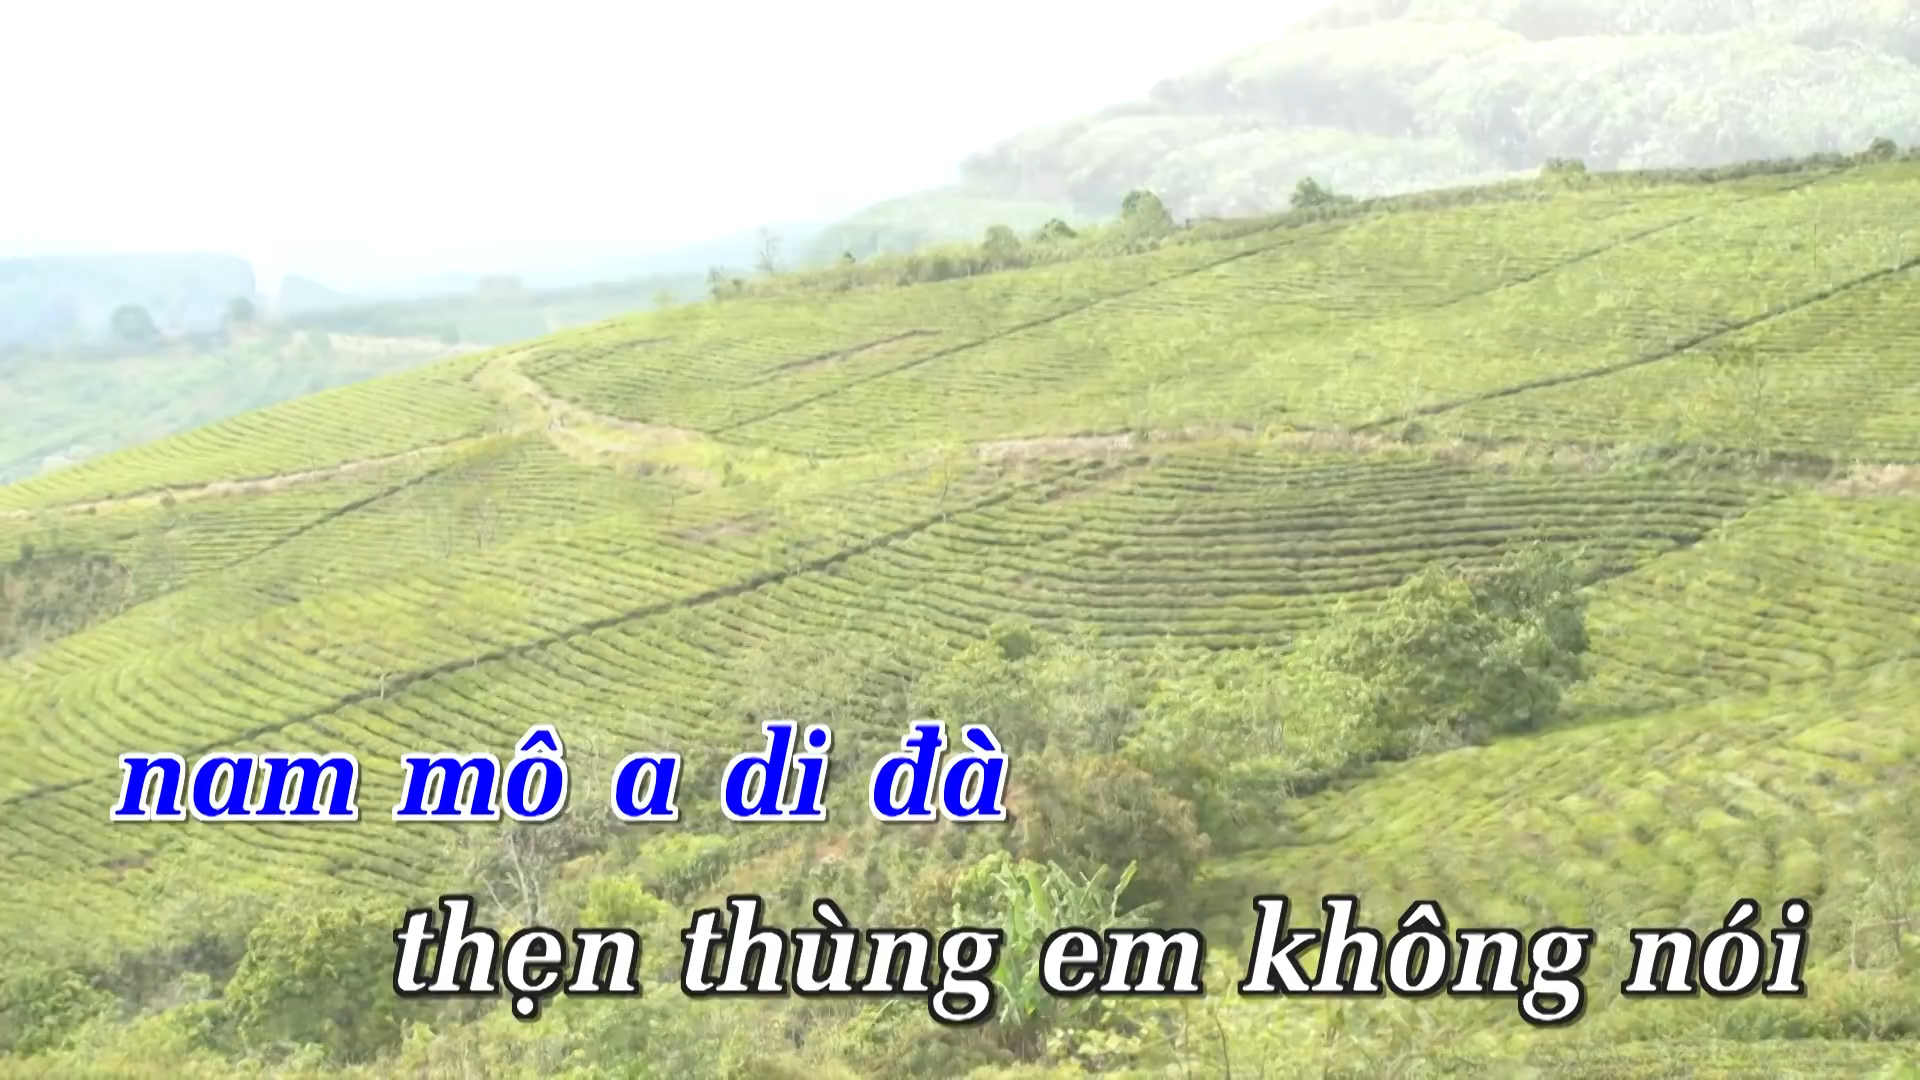 nam mô a di đà
thẹn thùng em không nói